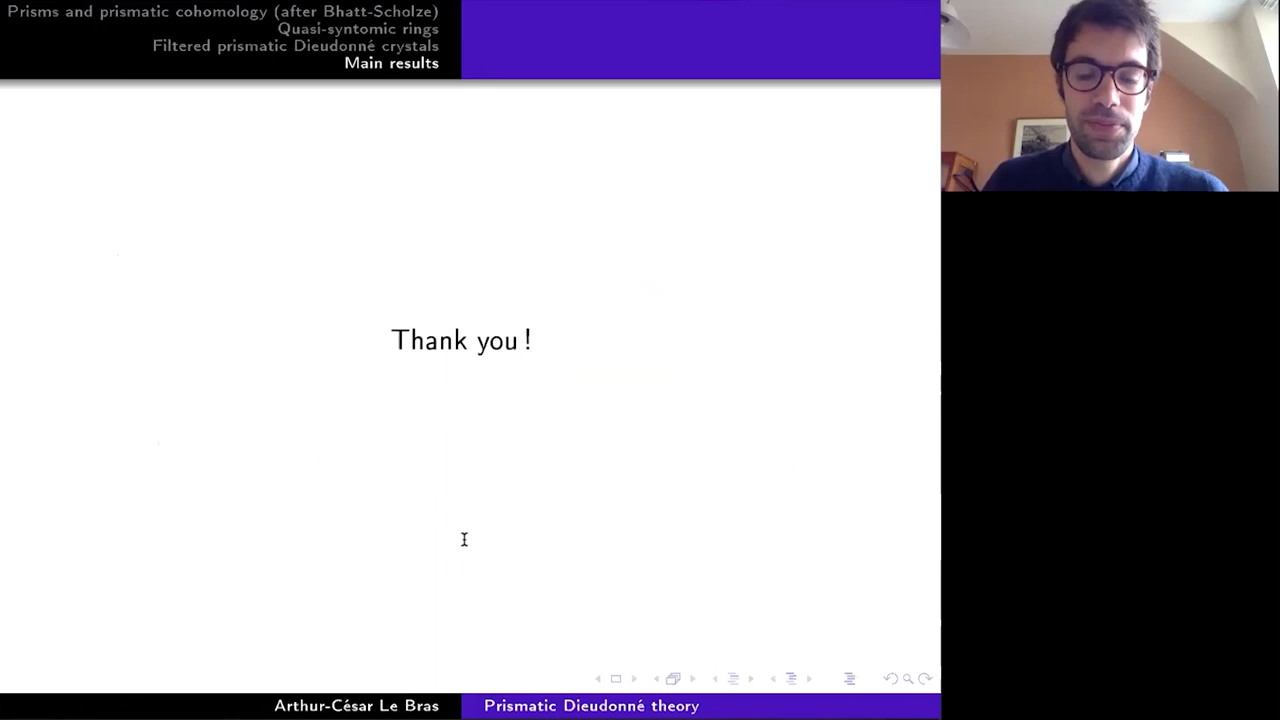 Prisms and prismatic cohomology (after Bhatt-Scholze)
Quasi-syntomic rings
Filtered prismatic Dieudonné crystals
Main results
Thank you !
Arthur-César Le Bras
Prismatic Dieudonné theory